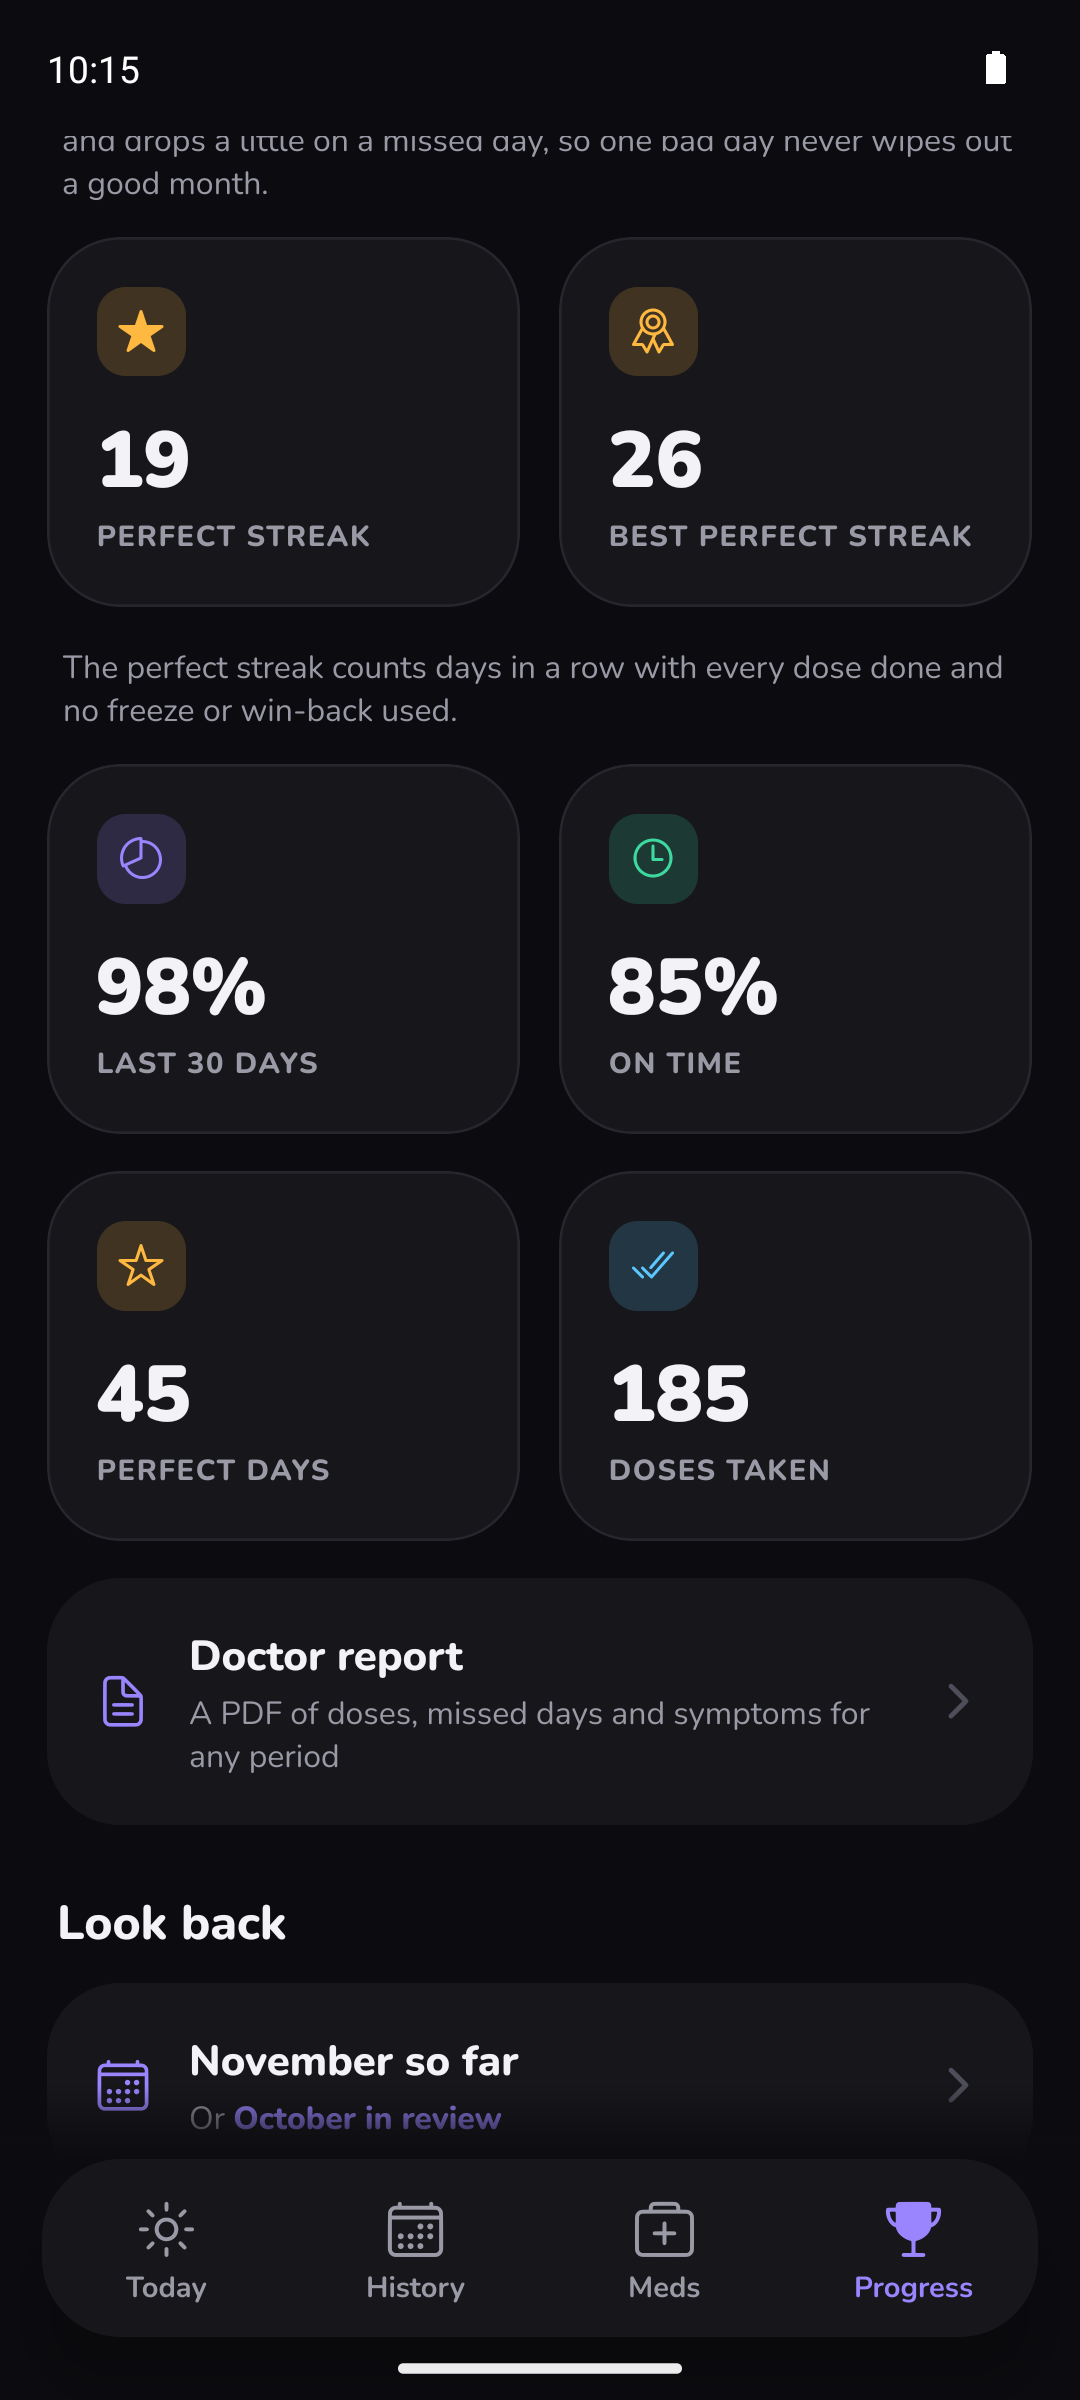 10:15
and drops a little on a missed day, so one bad day never wipes out
a good month.
19
PERFECT STREAK
26
BEST PERFECT STREAK
The perfect streak counts days in a row with every dose done and
no freeze or win-back used.
98%
LAST 30 DAYS
85%
ON TIME
45
PERFECT DAYS
185
DOSES TAKEN
Doctor report
A PDF of doses, missed days and symptoms for
any period
Look back
November so far
Or October in review
Today
History
Meds
Progress